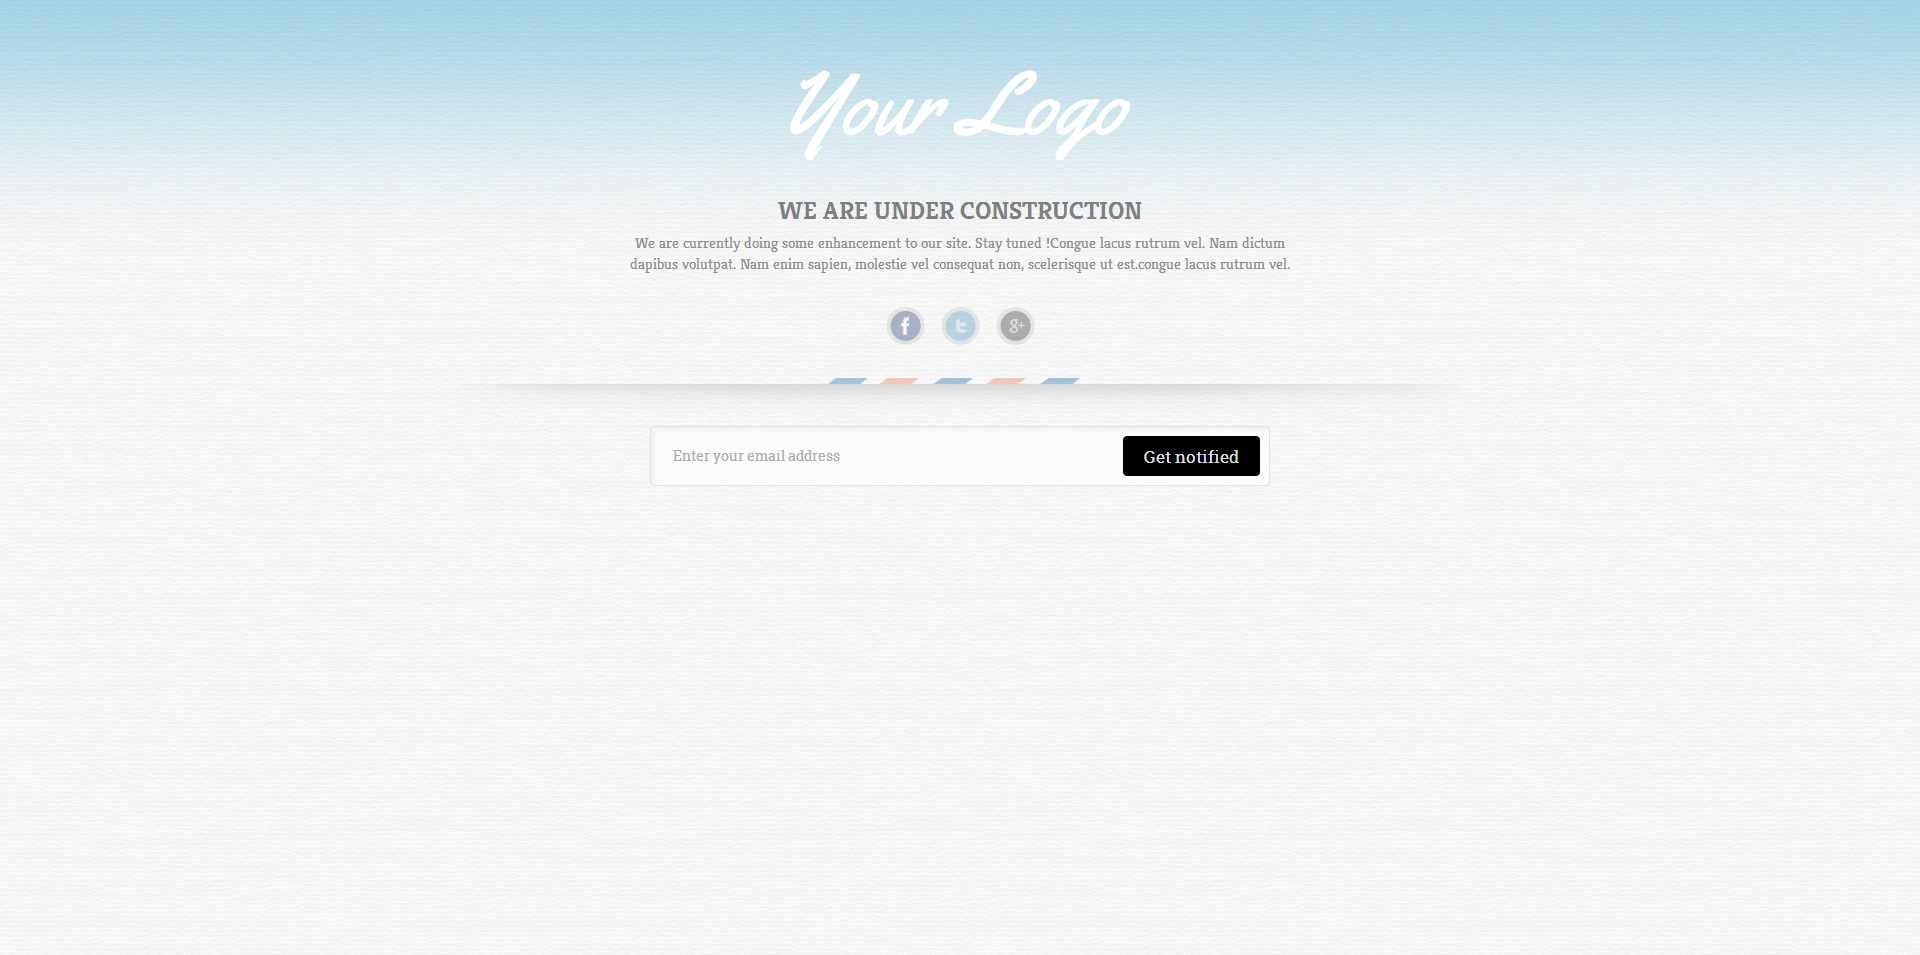 Your Logo
WE ARE UNDER CONSTRUCTION
We are currently doing some enhancement to our site. Stay tuned !Congue lacus rutrum vel. Nam dictum
dapibus volutpat. Nam enim sapien, molestie vel consequat non, scelerisque ut est.congue lacus rutrum vel.
Enter your email address
Get notified